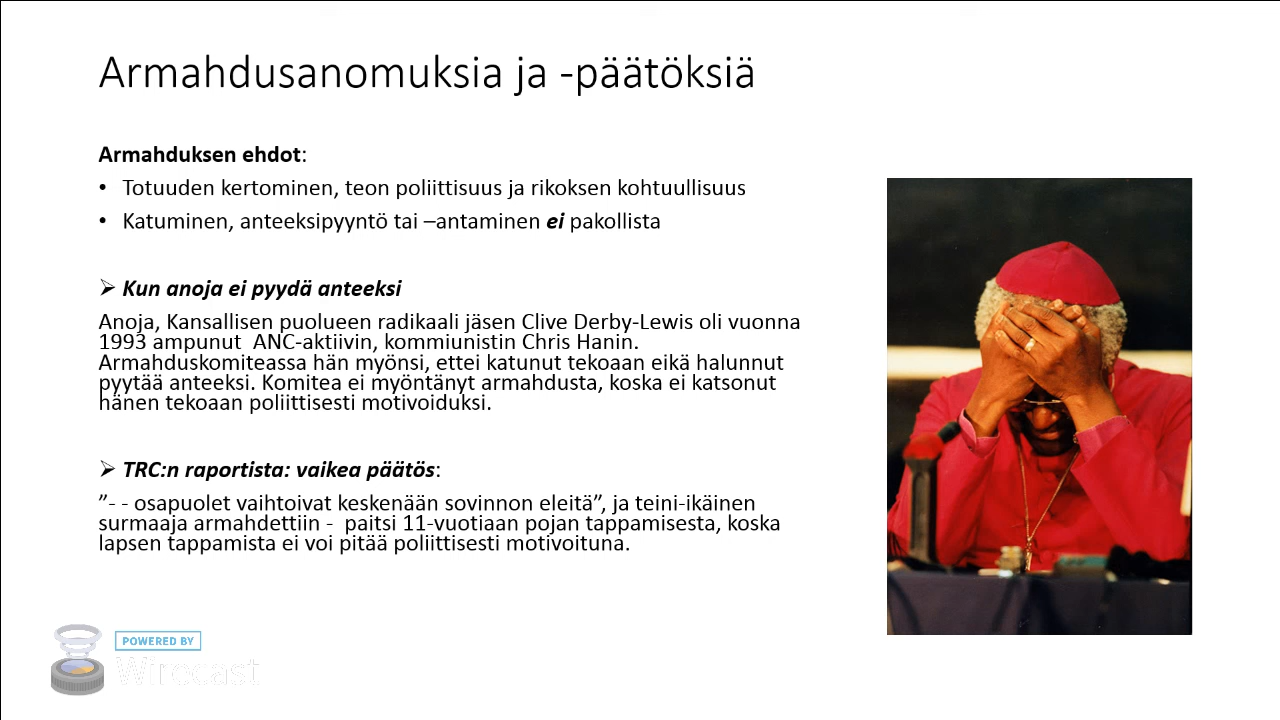 Armahdusanomuksia ja -päätöksiä
Armahduksen ehdot:
• Totuuden kertominen, teon poliittisuus ja rikoksen kohtuullisuus
• Katuminen, anteeksipyyntö tai –antaminen ei pakollista
➢ Kun anoja ei pyydä anteeksi
Anoja, Kansallisen puolueen radikaali jäsen Clive Derby-Lewis oli vuonna
1993 ampunut  ANC-aktiivin, kommiunistin Chris Hanin.
Armahduskomiteassa hän myönsi, ettei katunut tekoaan eikä halunnut
pyytää anteeksi. Komitea ei myöntänyt armahdusta, koska ei katsonut
hänen tekoaan poliittisesti motivoiduksi.
➢ TRC:n raportista: vaikea päätös:
”- - osapuolet vaihtoivat keskenään sovinnon eleitä”, ja teini-ikäinen
surmaaja armahdettiin -  paitsi 11-vuotiaan pojan tappamisesta, koska
lapsen tappamista ei voi pitää poliittisesti motivoituna.
POWERED BY
Wirecast